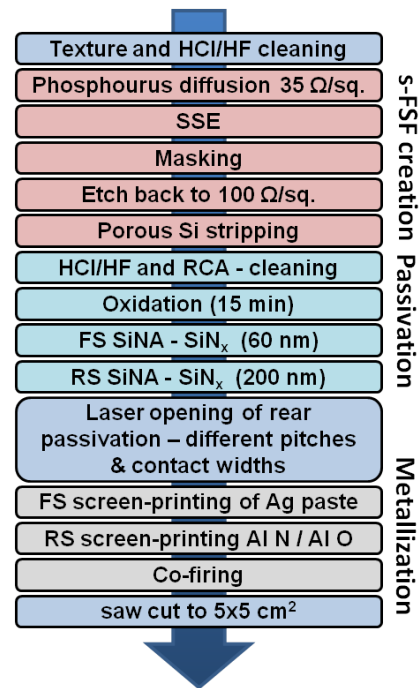 Texture and HCl/HF cleaning
Phosphourus diffusion 35 Ω/sq.
SSE
Masking
Etch back to 100 Ω/sq.
Porous Si stripping
HCl/HF and RCA - cleaning
Oxidation (15 min)
FS SiNA - SiNₓ (60 nm)
RS SiNA - SiNₓ (200 nm)
Laser opening of rear
passivation – different pitches
& contact widths
FS screen-printing of Ag paste
RS screen-printing Al N / Al O
Co-firing
saw cut to 5x5 cm²
s-FSF creation
Passivation
Metallization